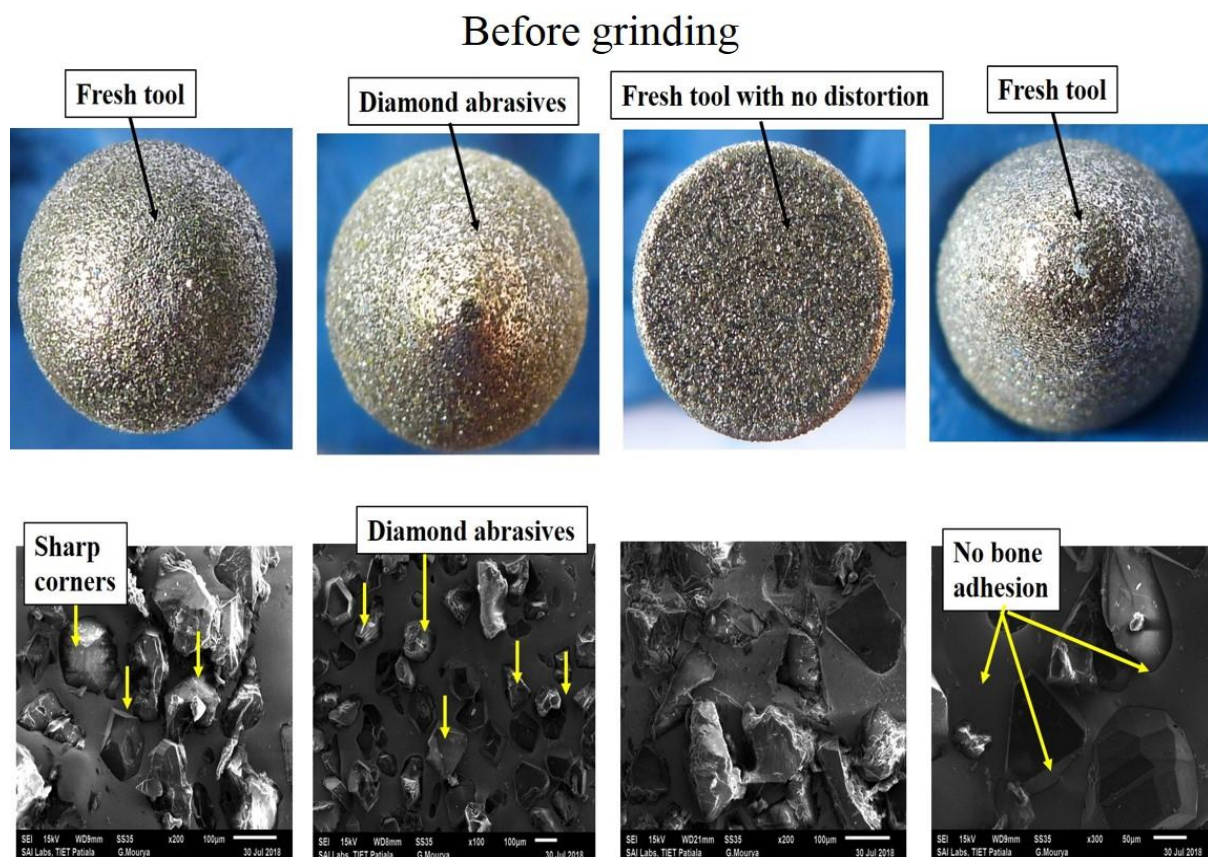 Before grinding
Fresh tool
Diamond abrasives
Fresh tool with no distortion
Fresh tool
Sharp
corners
Diamond abrasives
No bone
adhesion
SEI 15kV WD9mm SS35 x200 100µm
SAI Labs, TIET Patiala G.Mourya 30 Jul 2018
SEI 15kV WD8mm SS35 x100 100µm
SAI Labs, TIET Patiala G.Mourya 30 Jul 2018
SEI 15kV WD21mm SS35 x200 100µm
SAI Labs, TIET Patiala G.Mourya 30 Jul 2018
SEI 15kV WD9mm SS35 x300 50µm
SAI Labs, TIET Patiala G.Mourya 30 Jul 2018